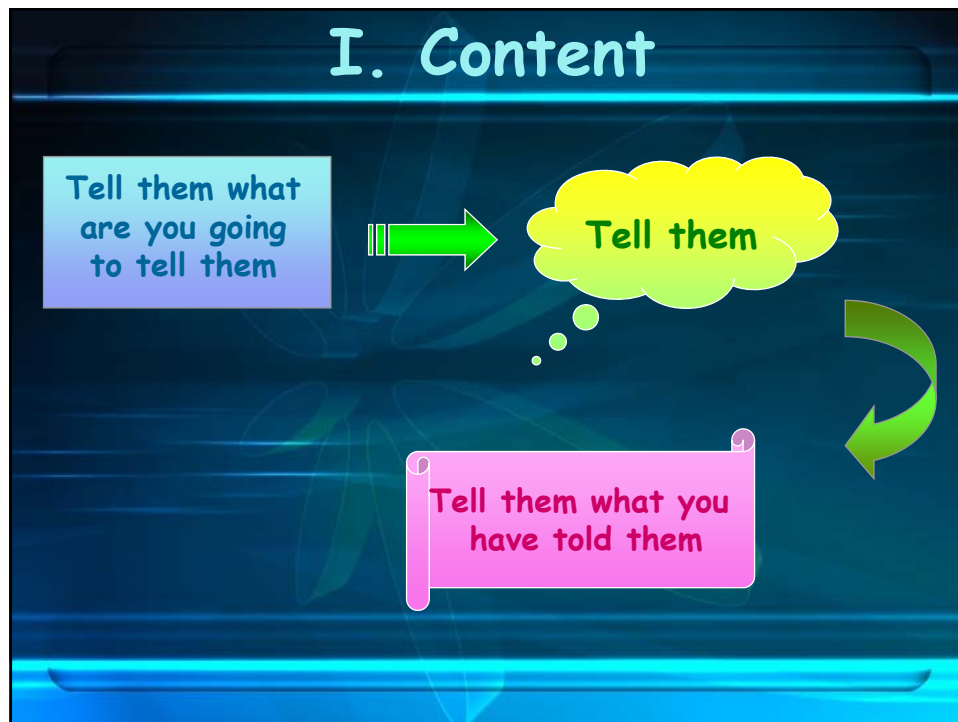 I. Content
Tell them what
are you going
to tell them
Tell them
Tell them what you
have told them